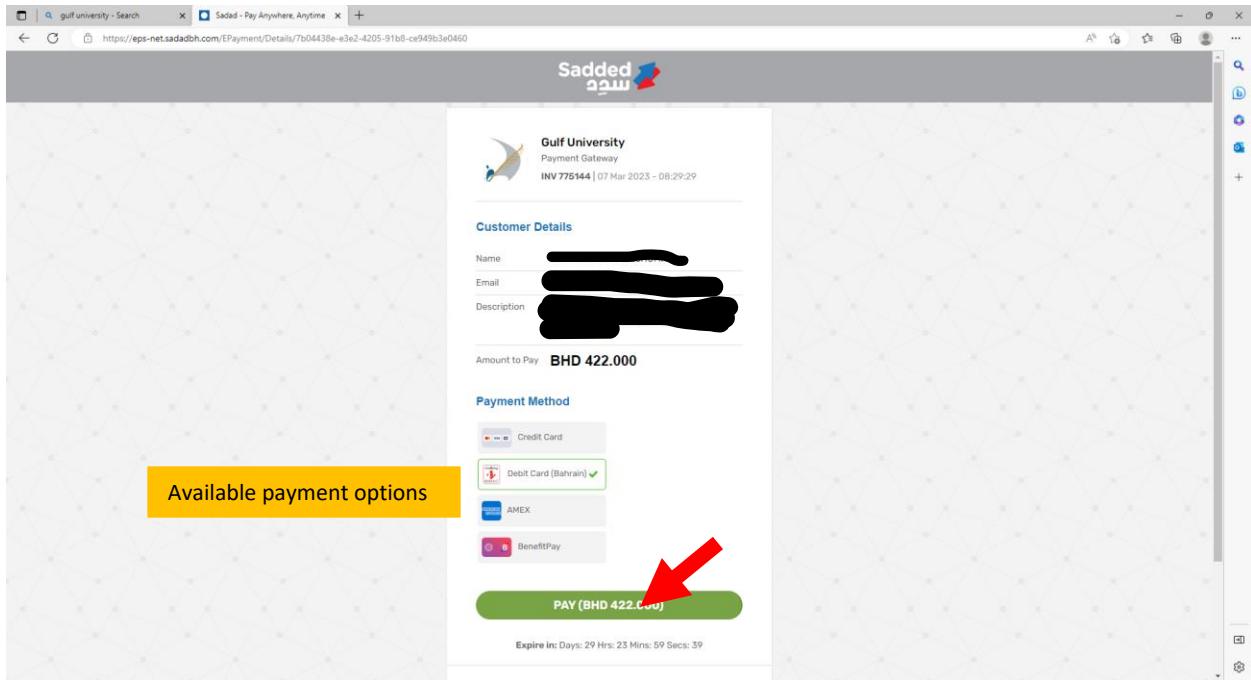 gulf university - Search
Sadad - Pay Anywhere, Anytime
https://eps-net.sadadbh.com/EPayment/Details/7b04438e-e3e2-4205-91b8-ce949b3e0460
Sadded
سدد
Gulf University
Payment Gateway
INV 775144 | 07 Mar 2023 - 08:29:29
Customer Details
Name
Email
Description
Amount to Pay BHD 422.000
Payment Method
Credit Card
Debit Card (Bahrain)
Available payment options
AMEX
BenefitPay
PAY (BHD 422.000)
Expire in: Days: 29 Hrs: 23 Mins: 59 Secs: 39